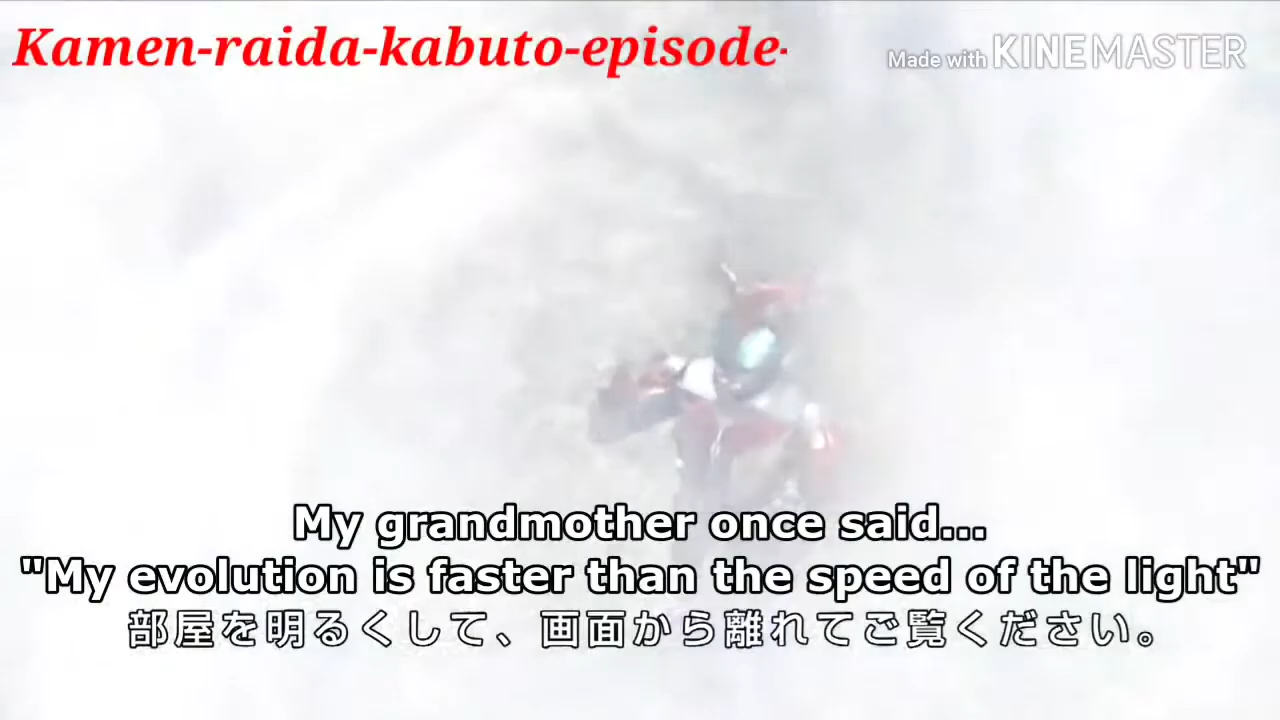 Kamen-raida-kabuto-episode-
Made with KINEMASTER
My grandmother once said...
"My evolution is faster than the speed of the light"
部屋を明るくして、画面から離れてご覧ください。